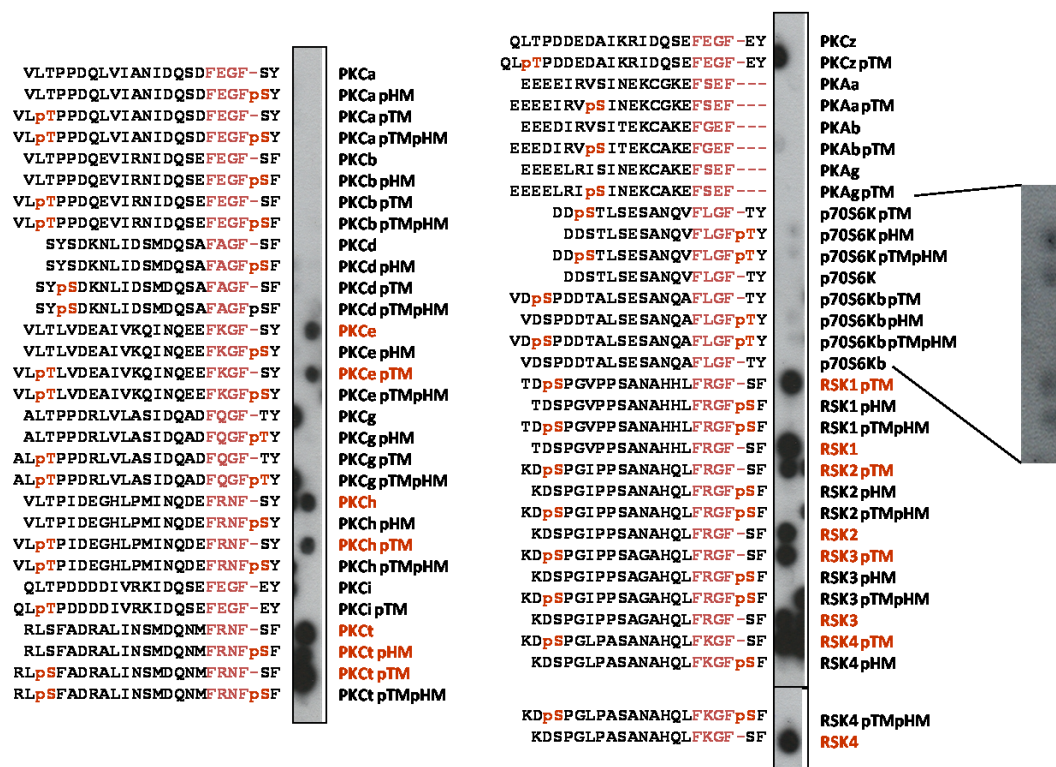 VLTPPDQLVIANIDQSDFEGF-SY PKCa
VLTPPDQLVIANIDQSDFEGFpSY PKCa pHM
VLpTPPDQLVIANIDQSDFEGF-SY PKCa pTM
VLpTPPDQLVIANIDQSDFEGFpSY PKCa pTMpHM
VLTPPDQEVIRNIDQSEFEGF-SF PKCb
VLTPPDQEVIRNIDQSEFEGFpSF PKCb pHM
VLpTPPDQEVIRNIDQSEFEGF-SF PKCb pTM
VLpTPPDQEVIRNIDQSEFEGFpSF PKCb pTMpHM
SYSDKNLIDSMDQSAFAGF-SF PKCd
SYSDKNLIDSMDQSAFAGFpSF PKCd pHM
SYpSDKNLIDSMDQSAFAGF-SF PKCd pTM
SYpSDKNLIDSMDQSAFAGFpSF PKCd pTMpHM
VLTLVDEAIVKQINQEEFKGF-SY PKCe
VLTLVDEAIVKQINQEEFKGFpSY PKCe pHM
VLpTLVDEAIVKQINQEEFKGF-SY PKCe pTM
VLpTLVDEAIVKQINQEEFKGFpSY PKCe pTMpHM
ALTPPDRLVLASIDQADFQGF-TY PKCg
ALTPPDRLVLASIDQADFQGFpTY PKCg pHM
ALpTPPDRLVLASIDQADFQGF-TY PKCg pTM
ALpTPPDRLVLASIDQADFQGFpTY PKCg pTMpHM
VLTPIDEGHLPMINQDEFRNF-SY PKCh
VLTPIDEGHLPMINQDEFRNFpSY PKCh pHM
VLpTPIDEGHLPMINQDEFRNF-SY PKCh pTM
VLpTPIDEGHLPMINQDEFRNFpSY PKCh pTMpHM
QLTPDDDDIVRKIDQSEFEGF-EY PKCi
QLpTPDDDDIVRKIDQSEFEGF-EY PKCi pTM
RLSFADRALINSMDQNMFRNF-SF PKCt
RLSFADRALINSMDQNMFRNFpSF PKCt pHM
RLpSFADRALINSMDQNMFRNF-SF PKCt pTM
RLpSFADRALINSMDQNMFRNFpSF PKCt pTMpHM
QLTPDDEDAIKRIDQSEFEGF-EY PKCz
QLpTPDDEDAIKRIDQSEFEGF-EY PKCz pTM
EEEEIRVSINEKCGKEFSEF--- PKAa
EEEEIRVpSINEKCGKEFSEF--- PKAa pTM
EEEDIRVSITEKCAKEFGEF--- PKAb
EEEDIRVpSITEKCGKEFGEF--- PKAb pTM
EEELRISINEKCAKEFSEF--- PKAg
EEEELRIpSINEKCAKEFSEF--- PKAg pTM
DDpSTLSESANQVFLGF-TY p70S6K pTM
DDSTLSESANQVFLGFpTY p70S6K pHM
DDpSTLSESANQVFLGFpTY p70S6K pTMpHM
DDSTLSESANQVFLGF-TY p70S6K
VDpSPDDTALSESANQAFLGF-TY p70S6Kb pTM
VDSPDDTALSESANQAFLGFpTY p70S6Kb pHM
VDpSPDDTALSESANQAFLGFpTY p70S6Kb pTMpHM
VDSPDDTALSESANQAFLGF-TY p70S6Kb
TDpSPGVPPSANAHHLFRGF-SF RSK1 pTM
TDSPGVPPSANAHHLFRGFpSF RSK1 pHM
TDpSPGVPPSANAHHLFRGFpSF RSK1 pTMpHM
TDSPGVPPSANAHHLFRGF-SF RSK1
KDpSPGIPPSANAHQLFRGF-SF RSK2 pTM
KDSPGIPPSANAHQLFRGFpSF RSK2 pHM
KDpSPGIPPSANAHQLFRGFpSF RSK2 pTMpHM
KDSPGIPPSANAHQLFRGF-SF RSK2
KDpSPGIPPSAGAHQLFRGF-SF RSK3 pTM
KDSPGIPPSAGAHQLFRGFpSF RSK3 pHM
KDpSPGIPPSAGAHQLFRGFpSF RSK3 pTMpHM
KDSPGIPPSAGAHQLFRGF-SF RSK3
KDpSPGLPASANAHQLFKGF-SF RSK4 pTM
KDSPGLPASANAHQLFKGFpSF RSK4 pHM
KDpSPGLPASANAHQLFKGFpSF RSK4 pTMpHM
KDSPGLPASANAHQLFKGF-SF RSK4